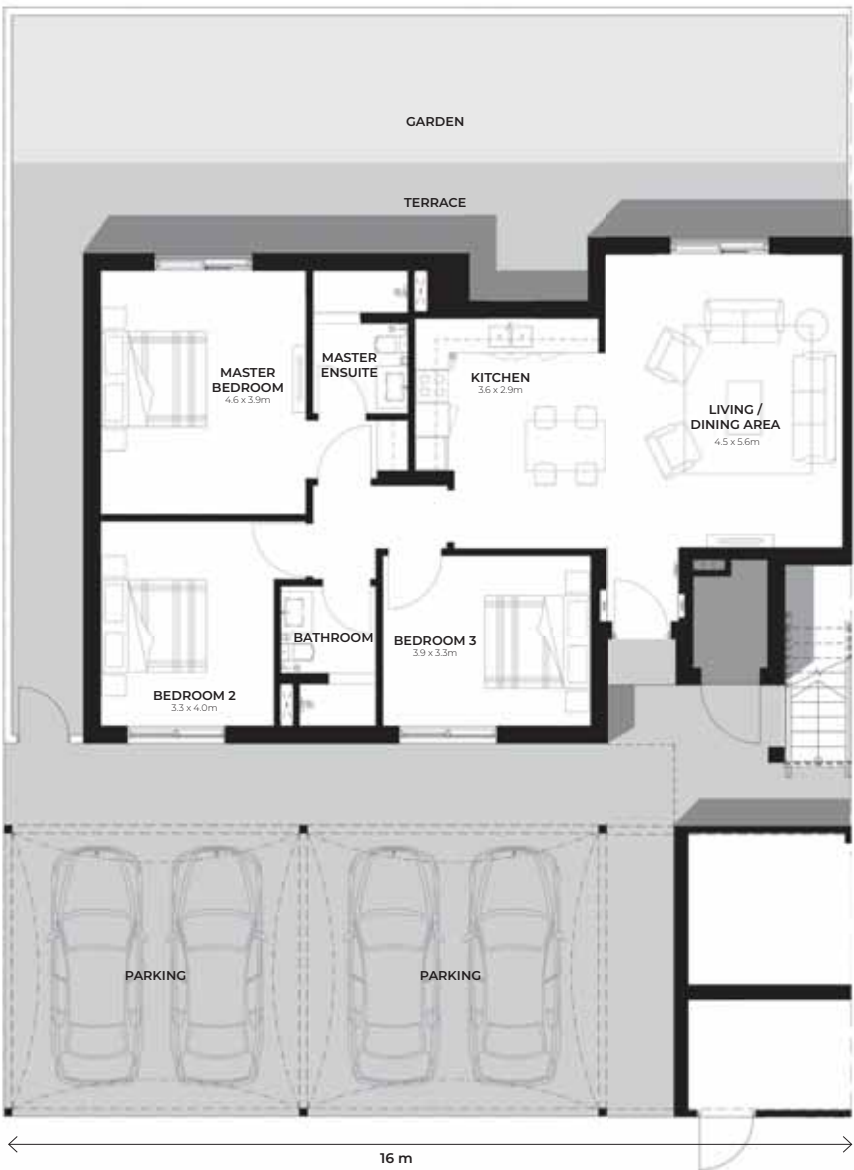 GARDEN
TERRACE
MASTER
BEDROOM
4.6 x 3.9m
MASTER
ENSUITE
KITCHEN
3.6 x 2.9m
LIVING /
DINING AREA
4.5 x 5.6m
BATHROOM
BEDROOM 3
3.9 x 3.3m
BEDROOM 2
3.3 x 4.0m
PARKING
PARKING
16 m